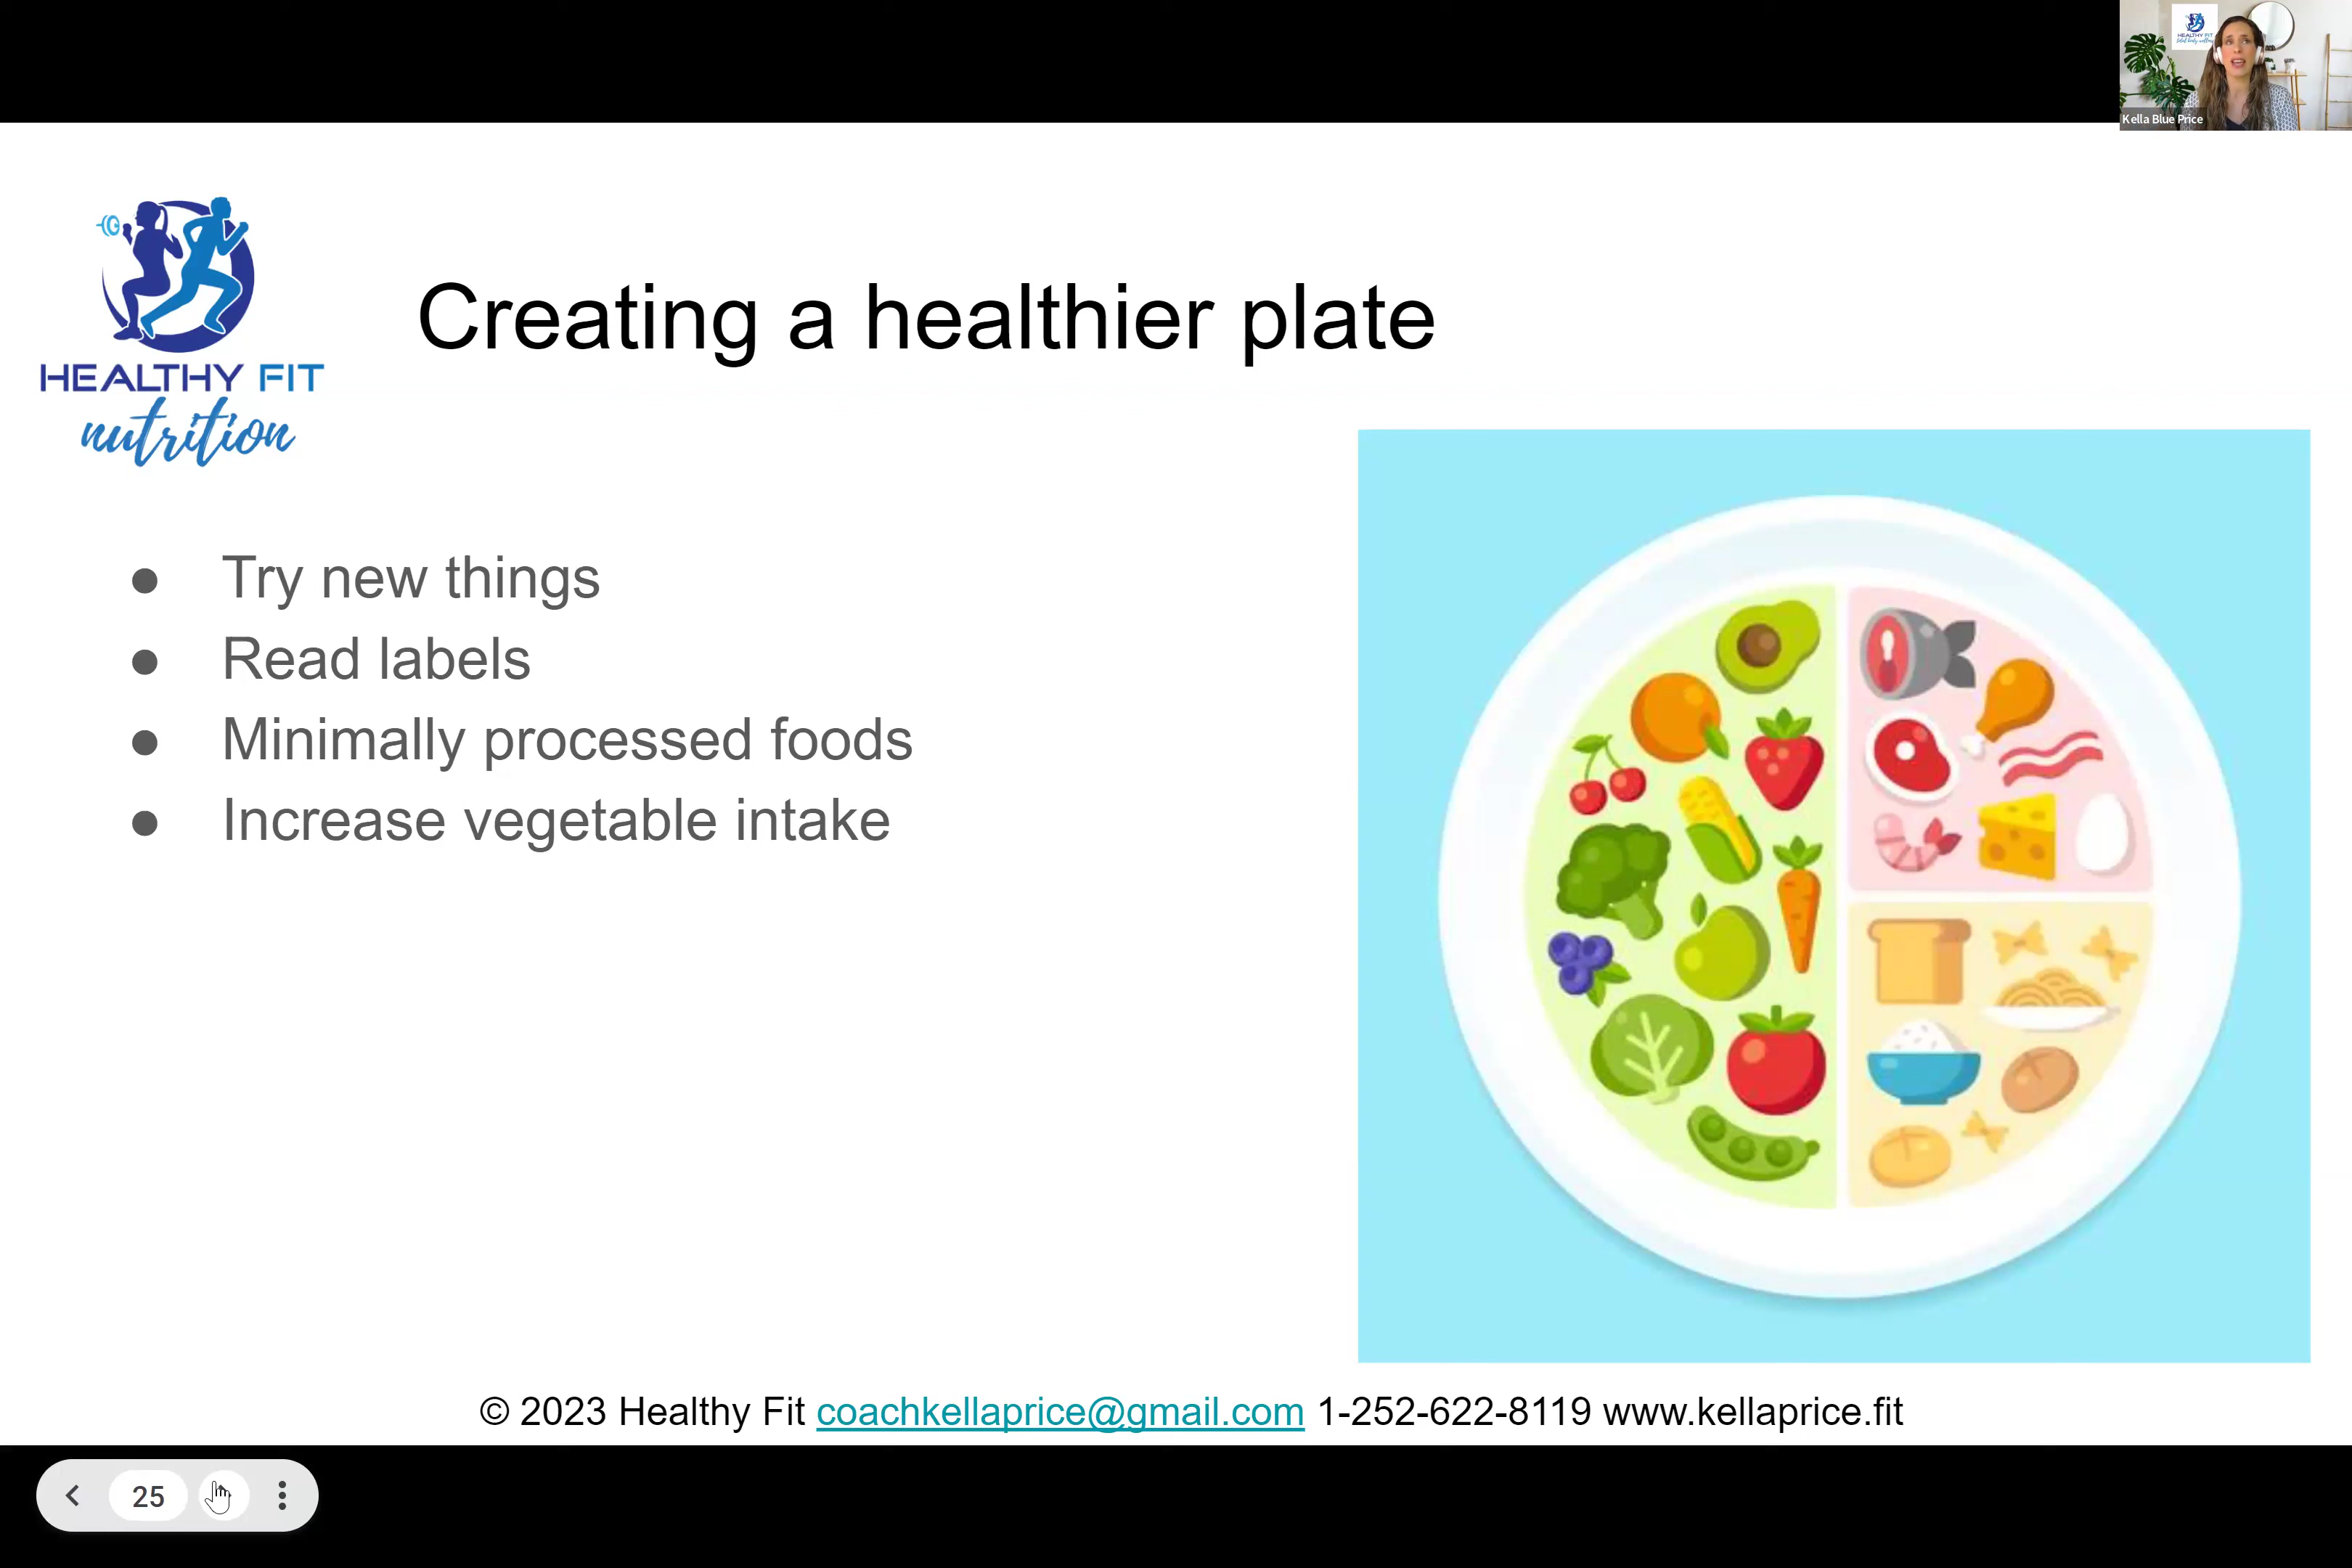 Kella Blue Price
HEALTHY FIT
nutrition
Creating a healthier plate
● Try new things
● Read labels
● Minimally processed foods
● Increase vegetable intake
© 2023 Healthy Fit coachkellaprice@gmail.com 1-252-622-8119 www.kellaprice.fit
25